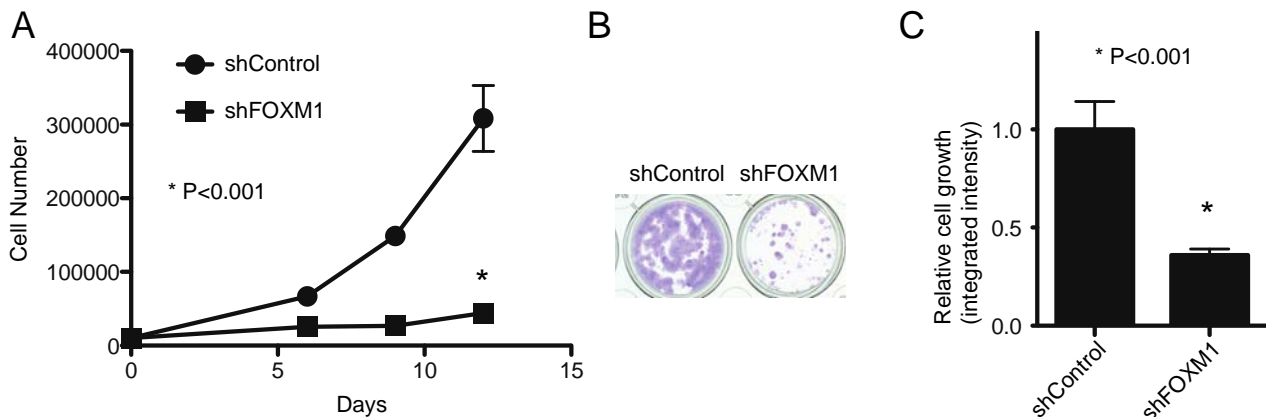 A
400000
300000
200000
100000
0
Cell Number
shControl
shFOXM1
* P<0.001
*
0
5
10
15
Days
B
shControl
shFOXM1
C
* P<0.001
Relative cell growth
(integrated intensity)
1.0
0.5
0.0
*
shControl
shFOXM1